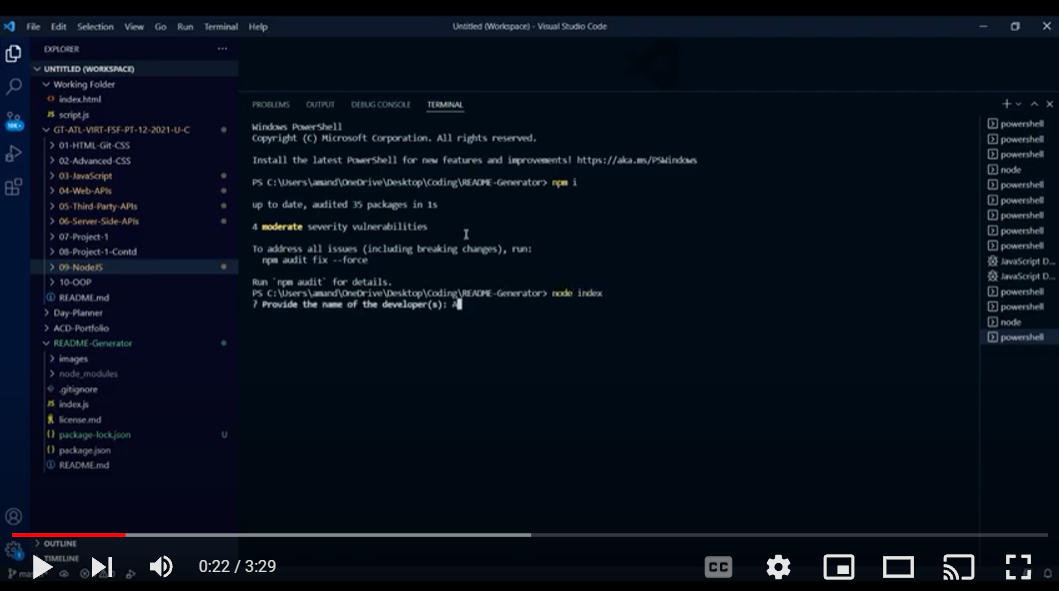 File Edit Selection View Go Run Terminal Help
Untitled (Workspace) - Visual Studio Code
EXPLORER
UNTITLED (WORKSPACE)
Working Folder
index.html
JS script.js
GT-ATL-VIRT-FSF-PT-12-2021-U-C
01-HTML-Git-CSS
02-Advanced-CSS
03-JavaScript
04-Web-APIs
05-Third-Party-APIs
06-Server-Side-APIs
07-Project-1
08-Project-1-Contd
09-NodeJS
10-OOP
README.md
Day-Planner
ACD-Portfolio
README-Generator
images
node_modules
.gitignore
JS index.js
license.md
{} package-lock.json U
{} package.json
README.md
OUTLINE
TIMELINE
PROBLEMS OUTPUT DEBUG CONSOLE TERMINAL
Windows PowerShell
Copyright (C) Microsoft Corporation. All rights reserved.
Install the latest PowerShell for new features and improvements! https://aka.ms/PSWindows
PS C:\Users\amand\OneDrive\Desktop\Coding\README-Generator> npm i
up to date, audited 35 packages in 1s
4 moderate severity vulnerabilities
To address all issues (including breaking changes), run:
npm audit fix --force
Run `npm audit` for details.
PS C:\Users\amand\OneDrive\Desktop\Coding\README-Generator> node index
? Provide the name of the developer(s): A
powershell
powershell
powershell
node
powershell
powershell
powershell
powershell
powershell
JavaScript D...
JavaScript D...
powershell
powershell
node
powershell
0:22 / 3:29
CC